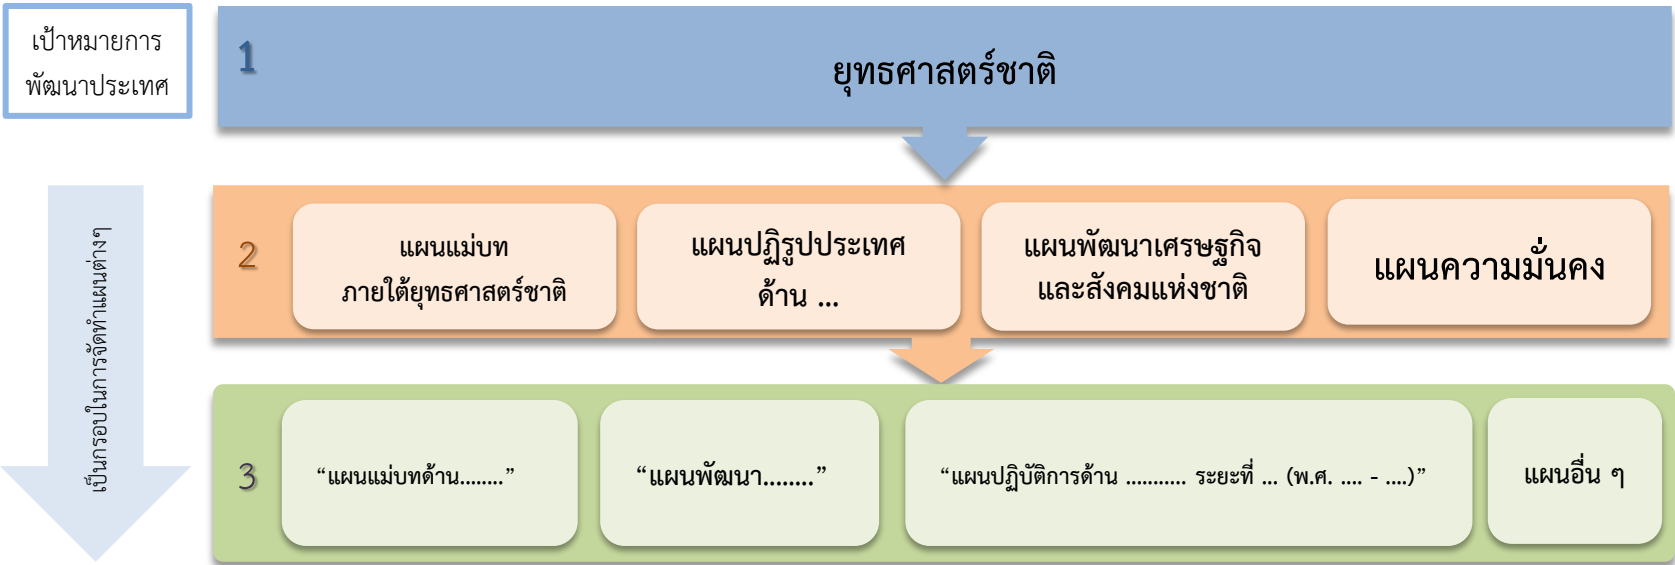 เป้าหมายการ
พัฒนาประเทศ
1
ยุทธศาสตร์ชาติ
เป็นกรอบในการจัดทำแผนต่างๆ
2
แผนแม่บท
ภายใต้ยุทธศาสตร์ชาติ
แผนปฏิรูปประเทศ
ด้าน ...
แผนพัฒนาเศรษฐกิจ
และสังคมแห่งชาติ
แผนความมั่นคง
3
“แผนแม่บทด้าน........”
“แผนพัฒนา........”
“แผนปฏิบัติการด้าน ........... ระยะที่ ... (พ.ศ. .... - ....)”
แผนอื่น ๆ